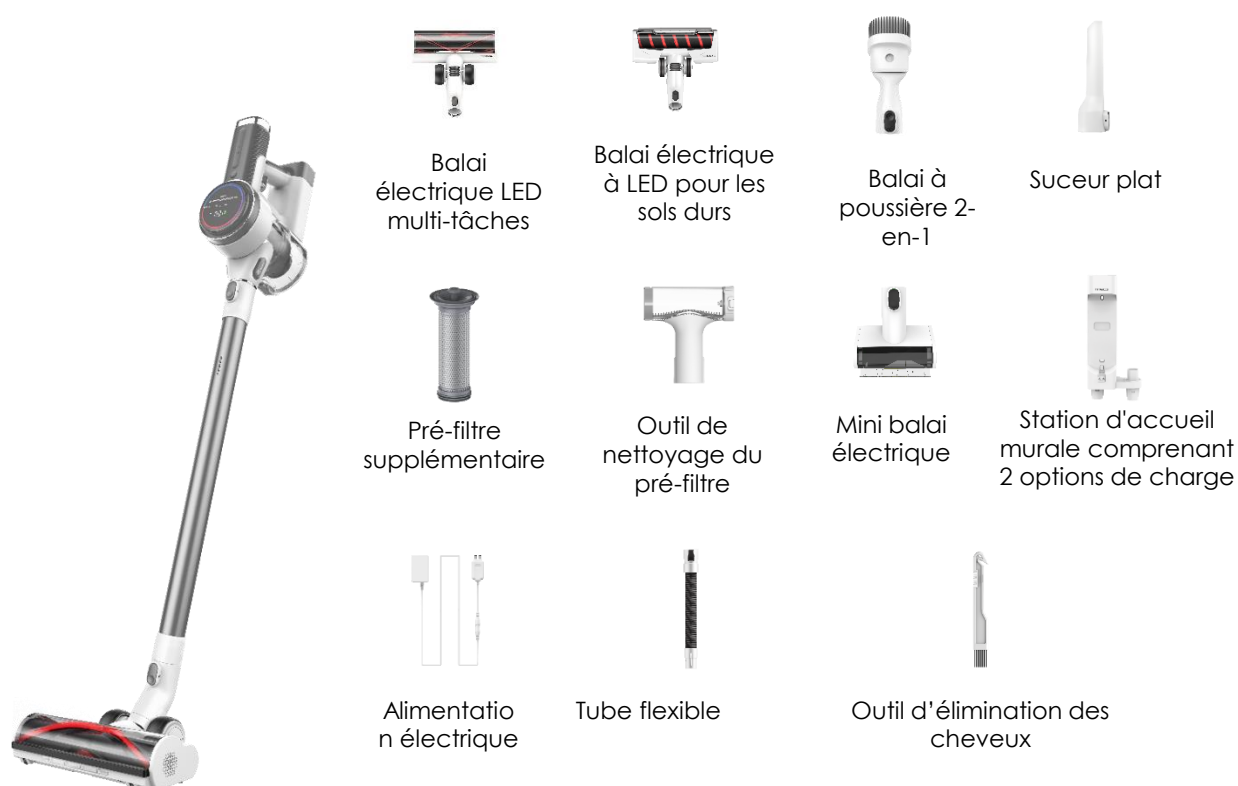 Balai
électrique LED
multi-tâches
Balai électrique
à LED pour les
sols durs
Balai à
poussière 2-
en-1
Suceur plat
Pré-filtre
supplémentaire
Outil de
nettoyage du
pré-filtre
Mini balai
électrique
Station d'accueil
murale comprenant
2 options de charge
Alimentatio
n électrique
Tube flexible
Outil d’élimination des
cheveux